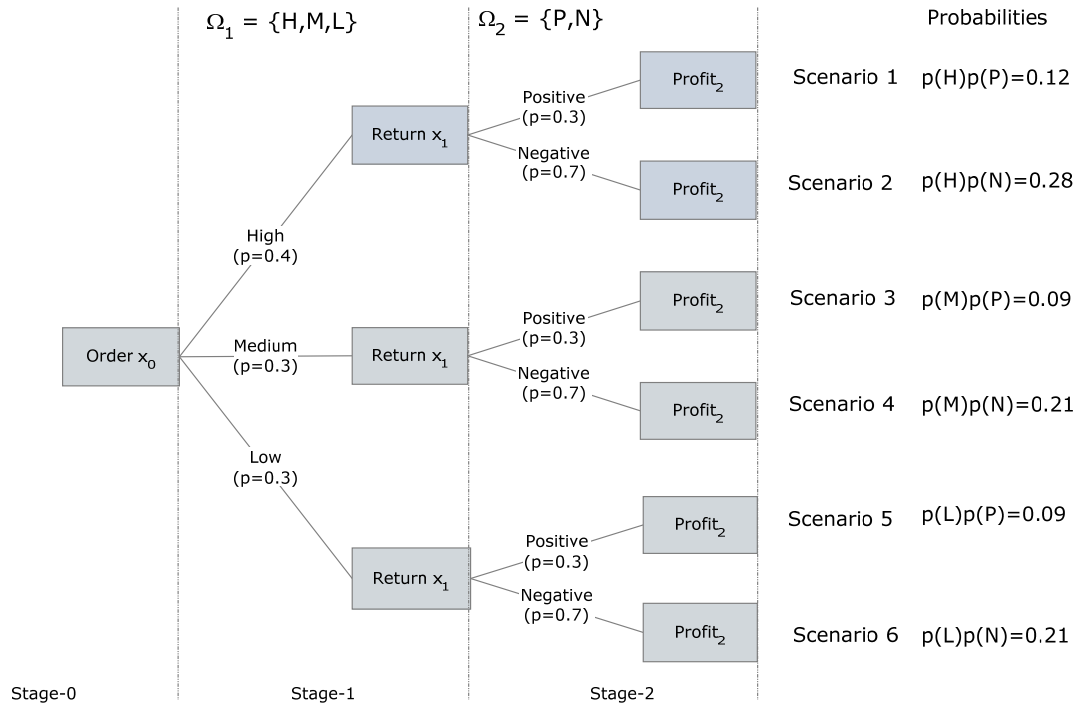 Ω₁ = {H,M,L}
Ω₂ = {P,N}
Probabilities
Order x₀
High
(p=0.4)
Medium
(p=0.3)
Low
(p=0.3)
Return x₁
Positive
(p=0.3)
Negative
(p=0.7)
Profit₂
Scenario 1 p(H)p(P)=0.12
Profit₂
Scenario 2 p(H)p(N)=0.28
Return x₁
Positive
(p=0.3)
Negative
(p=0.7)
Profit₂
Scenario 3 p(M)p(P)=0.09
Profit₂
Scenario 4 p(M)p(N)=0.21
Return x₁
Positive
(p=0.3)
Negative
(p=0.7)
Profit₂
Scenario 5 p(L)p(P)=0.09
Profit₂
Scenario 6 p(L)p(N)=0.21
Stage-0
Stage-1
Stage-2